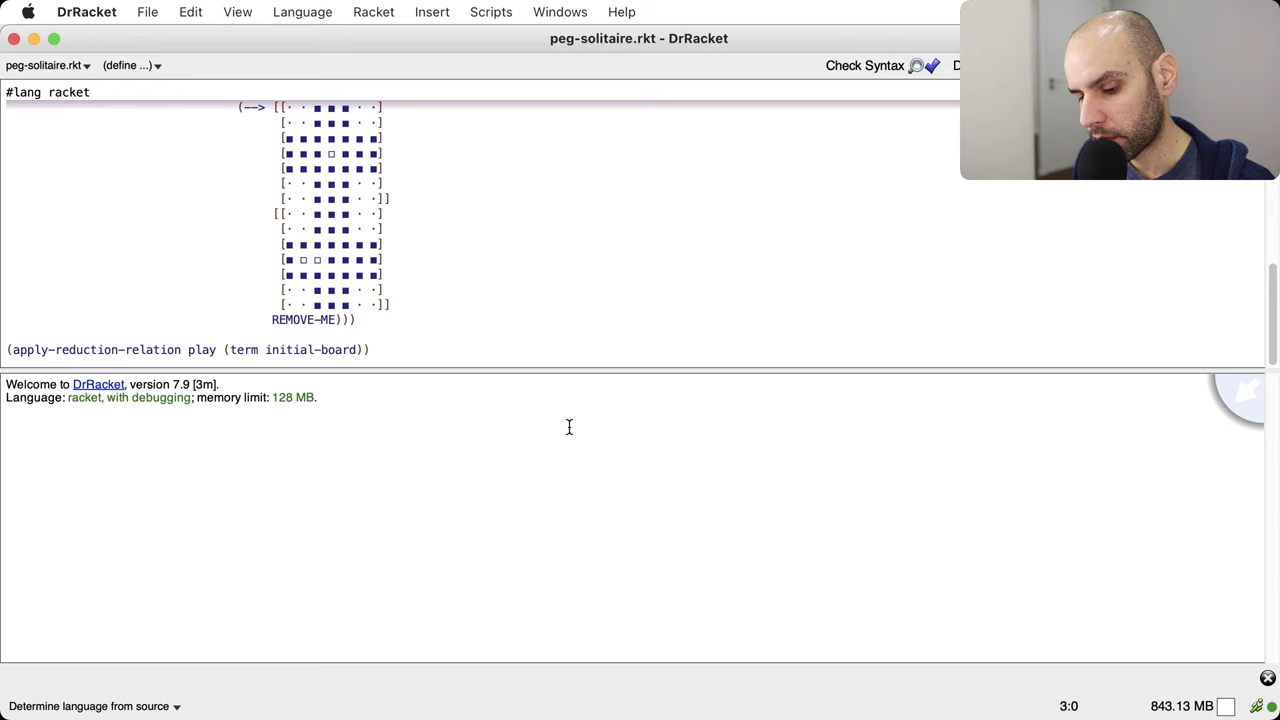 DrRacket File Edit View Language Racket Insert Scripts Windows Help
peg-solitaire.rkt - DrRacket
peg-solitaire.rkt (define ...) Check Syntax
#lang racket
(--> [[· · ■ ■ ■ · ·]
[· · ■ ■ ■ · ·]
[■ ■ ■ ■ ■ ■ ■]
[■ ■ ■ □ ■ ■ ■]
[■ ■ ■ ■ ■ ■ ■]
[· · ■ ■ ■ · ·]
[· · ■ ■ ■ · ·]]
[[· · ■ ■ ■ · ·]
[· · ■ ■ ■ · ·]
[■ ■ ■ ■ ■ ■ ■]
[■ □ □ ■ ■ ■ ■]
[■ ■ ■ ■ ■ ■ ■]
[· · ■ ■ ■ · ·]
[· · ■ ■ ■ · ·]]
REMOVE-ME)))
(apply-reduction-relation play (term initial-board))
Welcome to DrRacket, version 7.9 [3m].
Language: racket, with debugging; memory limit: 128 MB.
Determine language from source 3:0 843.13 MB